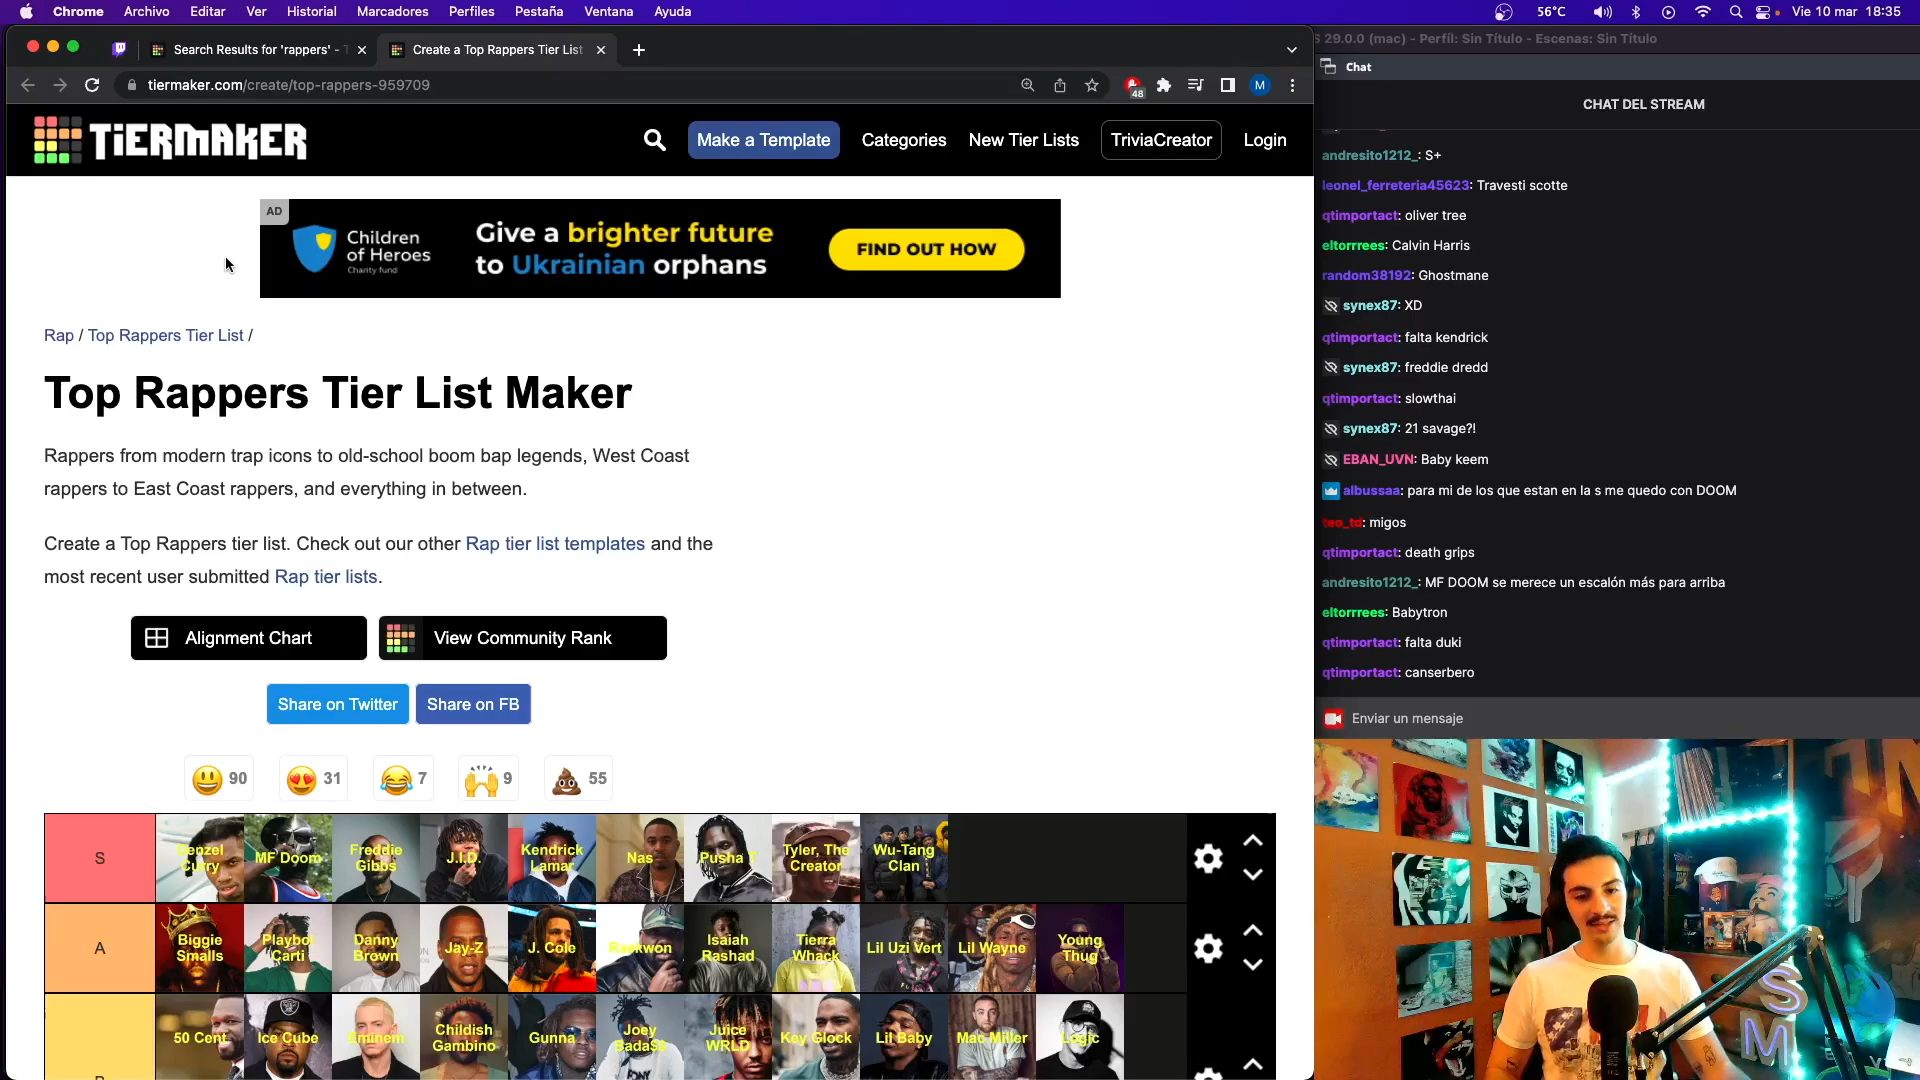 Chrome Archivo Editar Ver Historial Marcadores Perfiles Pestaña Ventana Ayuda
56°C Vie 10 mar 18:35
Search Results for 'rappers' -
Create a Top Rappers Tier List
29.0.0 (mac) - Perfil: Sin Título - Escenas: Sin Título
tiermaker.com/create/top-rappers-959709
48
M
Chat
CHAT DEL STREAM
TiERMAKER
Make a Template
Categories
New Tier Lists
TriviaCreator
Login
AD
Children of Heroes
Charity fund
Give a brighter future
to Ukrainian orphans
FIND OUT HOW
Rap / Top Rappers Tier List /
Top Rappers Tier List Maker
Rappers from modern trap icons to old-school boom bap legends, West Coast
rappers to East Coast rappers, and everything in between.
Create a Top Rappers tier list. Check out our other Rap tier list templates and the
most recent user submitted Rap tier lists.
Alignment Chart
View Community Rank
Share on Twitter
Share on FB
90
31
7
9
55
S
Denzel Curry
MF Doom
Freddie Gibbs
J.I.D.
Kendrick Lamar
Nas
Pusha T
Tyler, The Creator
Wu-Tang Clan
A
Biggie Smalls
Playboi Carti
Danny Brown
Jay-Z
J. Cole
Raekwon
Isaiah Rashad
Tierra Whack
Lil Uzi Vert
Lil Wayne
Young Thug
50 Cent
Ice Cube
Eminem
Childish Gambino
Gunna
Joey Bada$$
Juice WRLD
Key Glock
Lil Baby
Mac Miller
Logic
andresito1212_: S+
leonel_ferreteria45623: Travesti scotte
qtimportact: oliver tree
eltorrrees: Calvin Harris
random38192: Ghostmane
synex87: XD
qtimportact: falta kendrick
synex87: freddie dredd
qtimportact: slowthai
synex87: 21 savage?!
EBAN_UVN: Baby keem
albussaa: para mi de los que estan en la s me quedo con DOOM
teo_td: migos
qtimportact: death grips
andresito1212_: MF DOOM se merece un escalón más para arriba
eltorrrees: Babytron
qtimportact: falta duki
qtimportact: canserbero
Enviar un mensaje